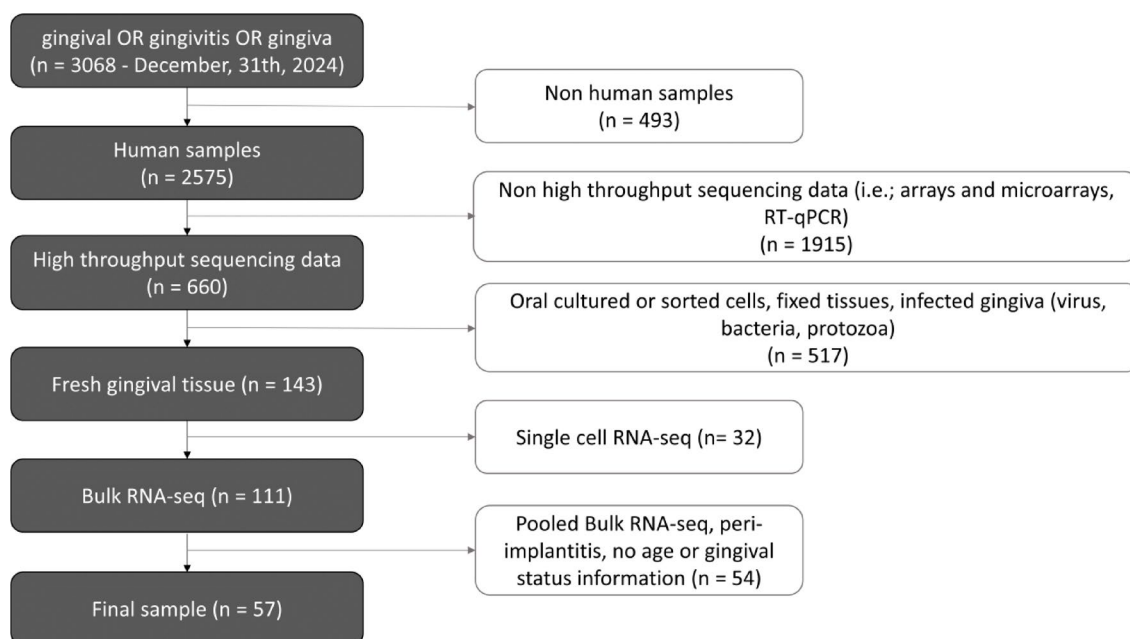 gingival OR gingivitis OR gingiva
(n = 3068 - December, 31th, 2024)
Non human samples
(n = 493)
Human samples
(n = 2575)
Non high throughput sequencing data (i.e.; arrays and microarrays,
RT-qPCR)
(n = 1915)
High throughput sequencing data
(n = 660)
Oral cultured or sorted cells, fixed tissues, infected gingiva (virus,
bacteria, protozoa)
(n = 517)
Fresh gingival tissue (n = 143)
Single cell RNA-seq (n= 32)
Bulk RNA-seq (n = 111)
Pooled Bulk RNA-seq, peri-
implantitis, no age or gingival
status information (n = 54)
Final sample (n = 57)